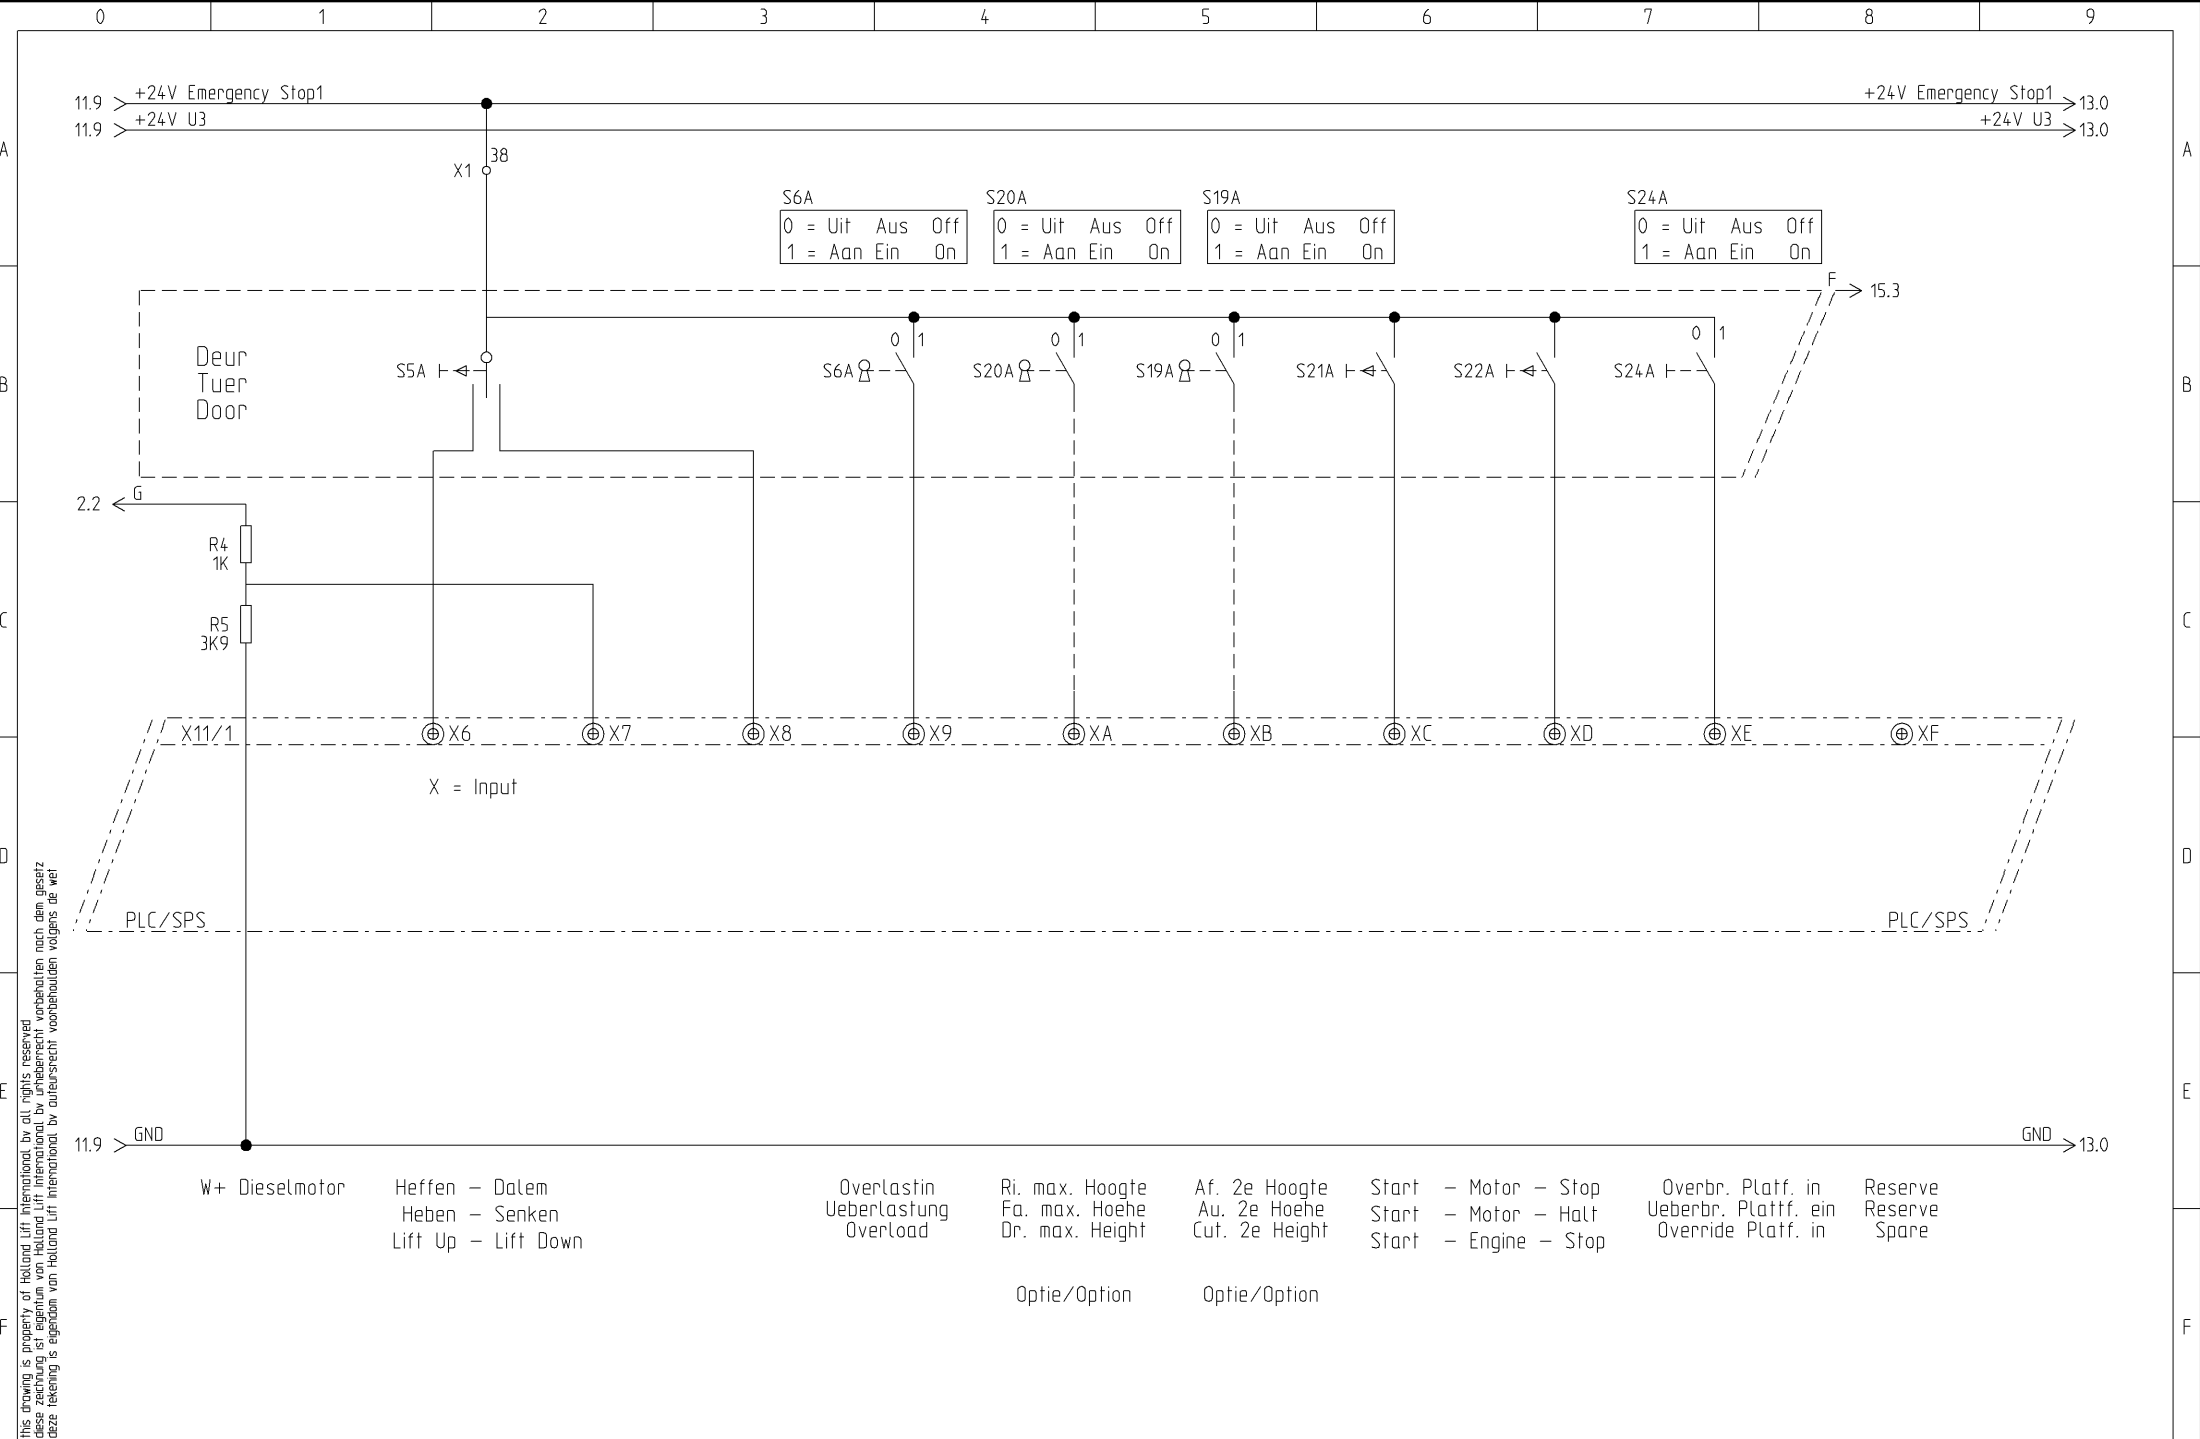 0 1 2 3 4 5 6 7 8 9
11.9 +24V Emergency Stop1 +24V Emergency Stop1 13.0
11.9 +24V U3 +24V U3 13.0
A A
38
X1
S6A S20A S19A S24A
0 = Uit Aus Off 0 = Uit Aus Off 0 = Uit Aus Off 0 = Uit Aus Off
1 = Aan Ein On 1 = Aan Ein On 1 = Aan Ein On 1 = Aan Ein On
F 15.3
0 1 0 1 0 1 0 1
Deur
Tuer
Door
S5A S6A S20A S19A S21A S22A S24A
B B
2.2 G
R4
1K
R5
3K9
C C
X11/1 X6 X7 X8 X9 XA XB XC XD XE XF
X = Input
D D
PLC/SPS PLC/SPS
E E
11.9 GND GND 13.0
W+ Dieselmotor
Heffen - Dalem
Heben - Senken
Lift Up - Lift Down
Overlastin
Ueberlastung
Overload
Ri. max. Hoogte
Fa. max. Hoehe
Dr. max. Height
Optie/Option
Af. 2e Hoogte
Au. 2e Hoehe
Cut. 2e Height
Optie/Option
Start - Motor - Stop
Start - Motor - Halt
Start - Engine - Stop
Overbr. Platf. in
Ueberbr. Plattf. ein
Override Platf. in
Reserve
Reserve
Spare
F F
this drawing is property of Holland Lift International bv all rights reserved
diese zeichnung ist eigentum von Holland Lift International bv urheberrecht vorbehalten nach dem gesetz
deze tekening is eigendom van Holland Lift International bv auteursrecht voorbehoulden volgens de wet